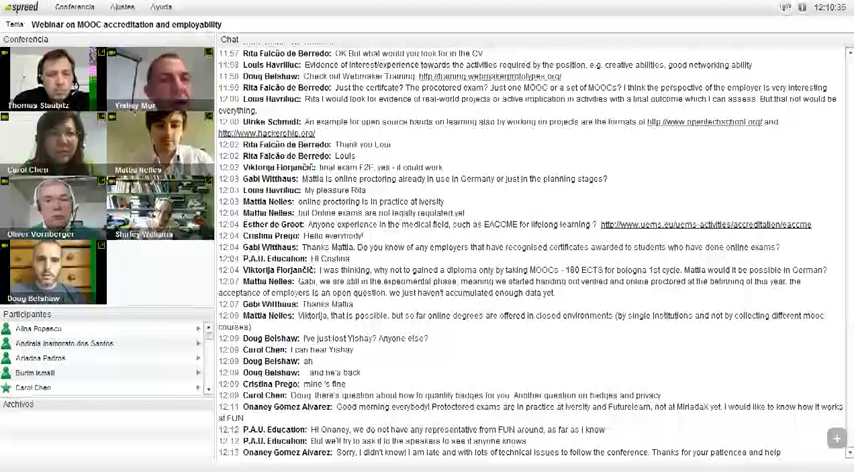 spreed
Conferencia Ajustes Ayuda
12:10:35
Tema: Webinar on MOOC accreditation and employability
Conferencia
Thomas Staubitz
Yishay Mor
Carol Chen
Mattia Nelles
Oliver Vornberger
Shirley Williams
Doug Belshaw
Participantes
Alina Popescu
Andreia Inamorato dos Santos
Ariadna Padros
Burim Ismaili
Carol Chen
Archivos
Chat
11:57 Rita Falcão de Berredo: OK But what would you look for in the CV
11:58 Louis Havriliuc: Evidence of interest/experience towards the activities required by the position, e.g. creative abilities, good networking ability
11:58 Doug Belshaw: Check out Webmaker Training http://training.webmakerprototypes.org/
11:59 Rita Falcão de Berredo: Just the certificate? The proctored exam? Just one MOOC or a set of MOOCs? I think the perspective of the employer is very interesting
12:00 Louis Havriliuc: Rita I would look for evidence of real-world projects or active implication in activities with a final outcome which I can assess. But that not would be
everything.
12:00 Ulrike Schmidt: An example for open source hands on learning also by working on projects are the formats of http://www.opentechschool.org/ and
http://www.hackership.org/
12:02 Rita Falcão de Berredo: Thank you Loui
12:02 Rita Falcão de Berredo: Louis
12:03 Viktorija Florjančič: final exam F2F, yes - it could work
12:03 Gabi Witthaus: Mattia is online proctoring already in use in Germany or just in the planning stages?
12:03 Louis Havriliuc: My pleasure Rita
12:03 Mattia Nelles: online proctoring is in practice at iversity
12:04 Mattia Nelles: but Online exams are not legally regulated yet
12:04 Esther de Groot: Anyone experience in the medical field, such as EACCME for lifelong learning ? http://www.uems.eu/uems-activities/accreditation/eaccme
12:04 Cristina Prego: Hello everybody!
12:04 Gabi Witthaus: Thanks Mattia. Do you know of any employers that have recognised certificates awarded to students who have done online exams?
12:04 P.A.U. Education: Hi Cristina
12:04 Viktorija Florjančič: I was thinking, why not to gained a diploma only by taking MOOCs - 180 ECTS for bologna 1st cycle. Mattia would it be possible in Germany?
12:07 Mattia Nelles: Gabi, we are still in the experimental phase, meaning we started handing out verified and online proctored at the beginning of this year, the
acceptance of employers is an open question, we just haven't accumulated enough data yet.
12:07 Gabi Witthaus: Thanks Mattia
12:09 Mattia Nelles: Viktorija, that is possible, but so far online degrees are offered in closed environments (by single institutions and not by collecting different mooc
courses)
12:09 Doug Belshaw: I've just lost Yishay? Anyone else?
12:09 Carol Chen: I can hear Yishay
12:09 Doug Belshaw: ah
12:09 Doug Belshaw: and he's back
12:09 Cristina Prego: mine 's fine
12:09 Carol Chen: Doug there's question about how to quantify badges for you. Another question on badges and privacy
12:11 Onaney Gómez Alvarez: Good morning everybody! Protoctored exams are in practice at Iversity and Futurelearn, not at MiriadaX yet. I would like to know how it works
at FUN
12:12 P.A.U. Education: Hi Onaney, we do not have any representative from FUN around, as far as I know
12:12 P.A.U. Education: But we'll try to ask it to the speakers to see it anyone knows
12:13 Onaney Gómez Alvarez: Sorry, I didn't know! I am late and with lots of technical issues to follow the conference. Thanks for your patiencea and help